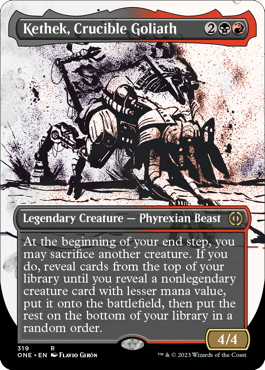 Kethek, Crucible Goliath 2
Legendary Creature — Phyrexian Beast
At the beginning of your end step, you
may sacrifice another creature. If you
do, reveal cards from the top of your
library until you reveal a nonlegendary
creature card with lesser mana value,
put it onto the battlefield, then put the
rest on the bottom of your library in a
random order.
4/4
319 R
ONE • EN Flavio Girón
™ & © 2023 Wizards of the Coast